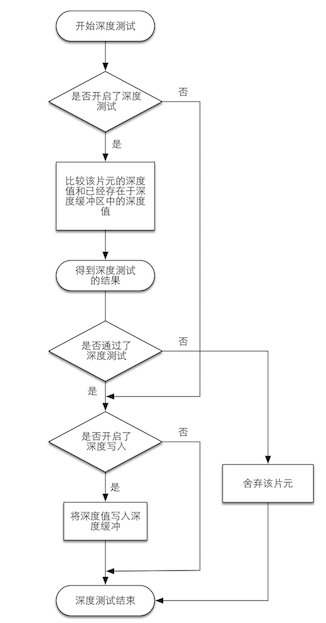 开始深度测试
是否开启了深度
测试
否
是
比较该片元的深度
值和已经存在于深
度缓冲区中的深度
值
得到深度测试
的结果
是否通过了
深度测试
否
是
是否开启了
深度写入
否
是
将深度值写入深
度缓冲
舍弃该片元
深度测试结束